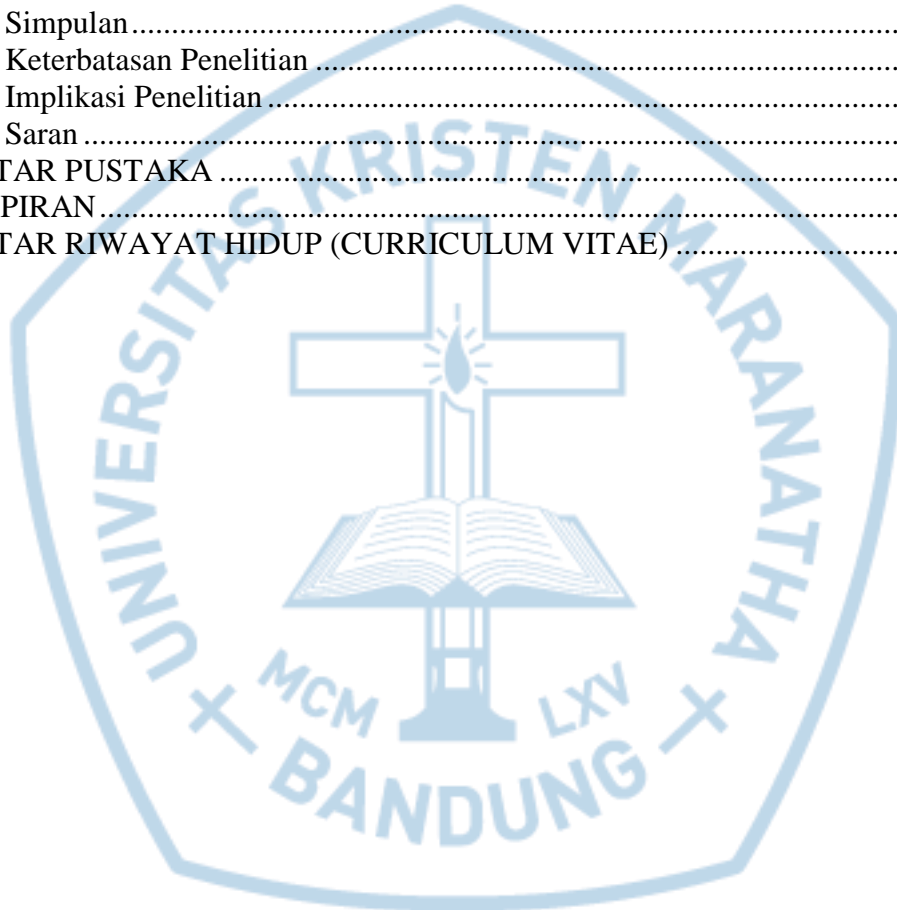 Simpulan....................................................................................................
Keterbatasan Penelitian ..........................................................................
Implikasi Penelitian................................................................................
Saran .......................................................................................................
TAR PUSTAKA ......................................................................................
PIRAN.....................................................................................................
TAR RIWAYAT HIDUP (CURRICULUM VITAE) ............................
UNIVERSITAS KRISTEN MARANATHA
MCM LXV
BANDUNG